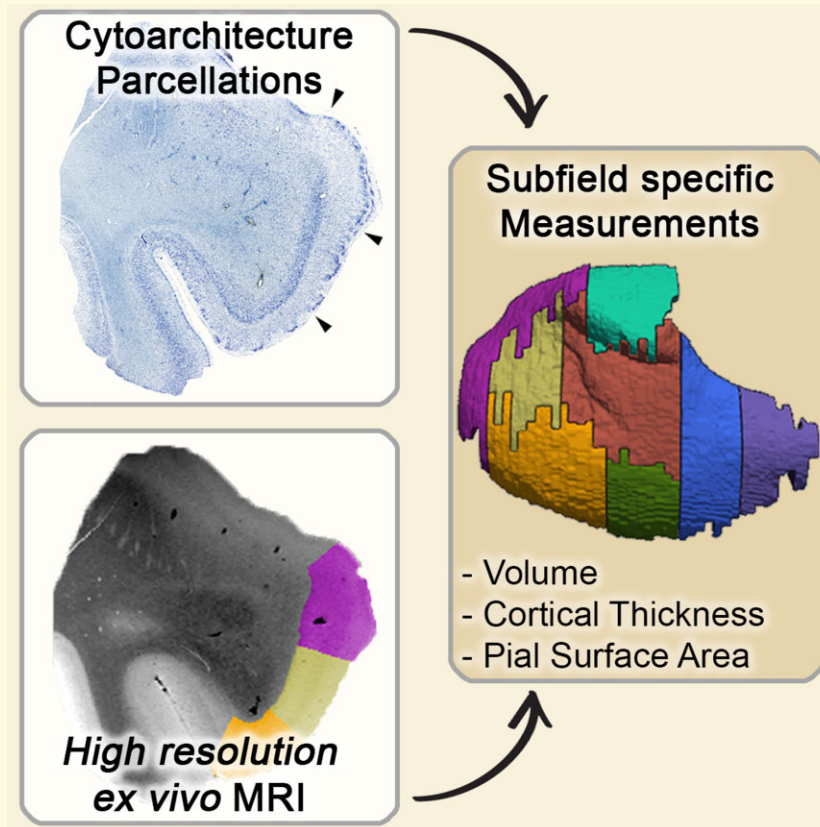 Cytoarchitecture
Parcellations
Subfield specific
Measurements
- Volume
- Cortical Thickness
- Pial Surface Area
High resolution
ex vivo MRI